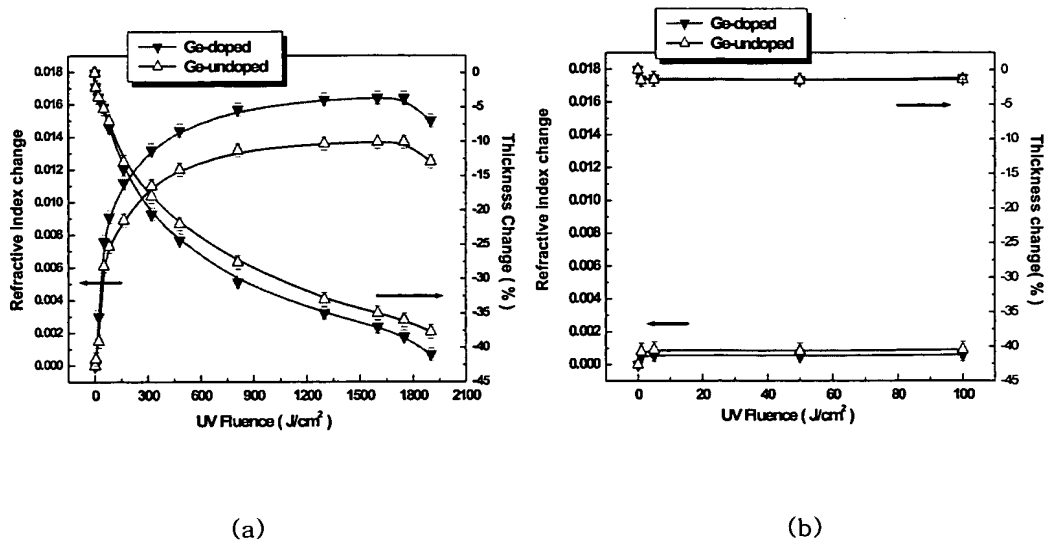 Ge-doped
Ge-undoped
0.018
0.016
0.014
0.012
0.010
0.008
0.006
0.004
0.002
0.000
Refractive index change
0
-5
-10
-15
-20
-25
-30
-35
-40
-45
Thickness Change ( % )
0 300 600 900 1200 1500 1800 2100
UV Fluence ( J/cm² )
(a)
Ge-doped
Ge-undoped
0.018
0.016
0.014
0.012
0.010
0.008
0.006
0.004
0.002
0.000
Refractive index change
0
-5
-10
-15
-20
-25
-30
-35
-40
-45
Thickness change( % )
0 20 40 60 80 100
UV Fluence ( J/cm² )
(b)